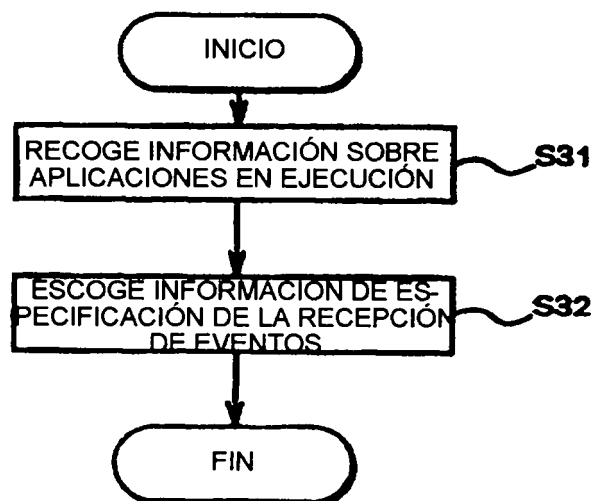 INICIO
RECOGE INFORMACIÓN SOBRE
APLICACIONES EN EJECUCIÓN
S31
ESCOGE INFORMACIÓN DE ES-
PECIFICACIÓN DE LA RECEPCIÓN
DE EVENTOS
S32
FIN